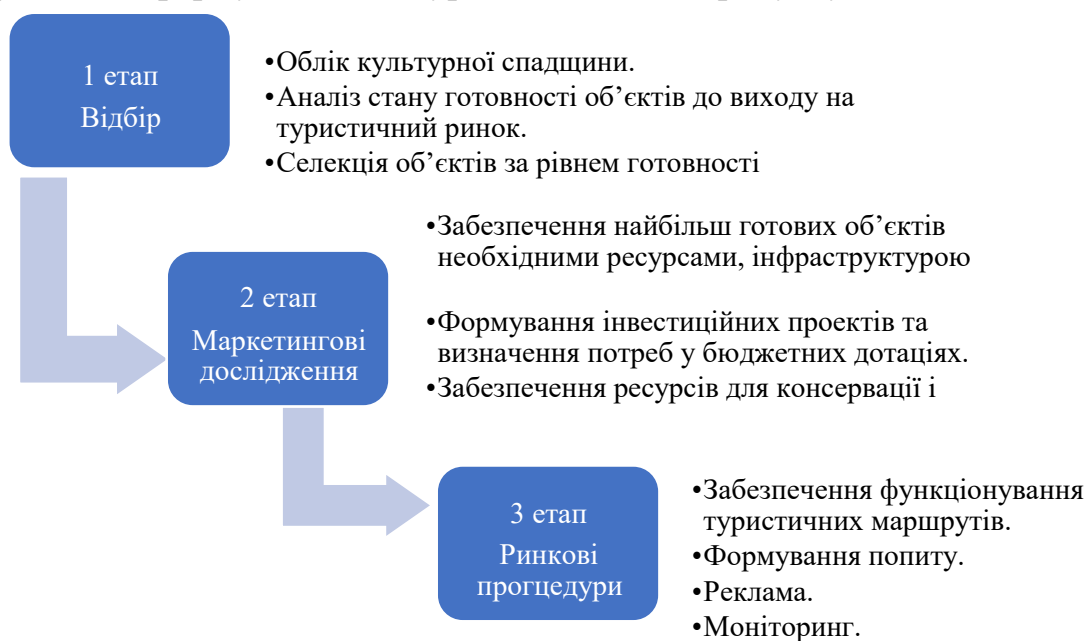 1 етап
Відбір
•Облік культурної спадщини.
•Аналіз стану готовності об’єктів до виходу на
туристичний ринок.
•Селекція об’єктів за рівнем готовності
2 етап
Маркетингові
дослідження
•Забезпечення найбільш готових об’єктів
необхідними ресурсами, інфраструктурою
•Формування інвестиційних проектів та
визначення потреб у бюджетних дотаціях.
•Забезпечення ресурсів для консервації і
3 етап
Ринкові
прогцедури
•Забезпечення функціонування
туристичних маршрутів.
•Формування попиту.
•Реклама.
•Моніторинг.